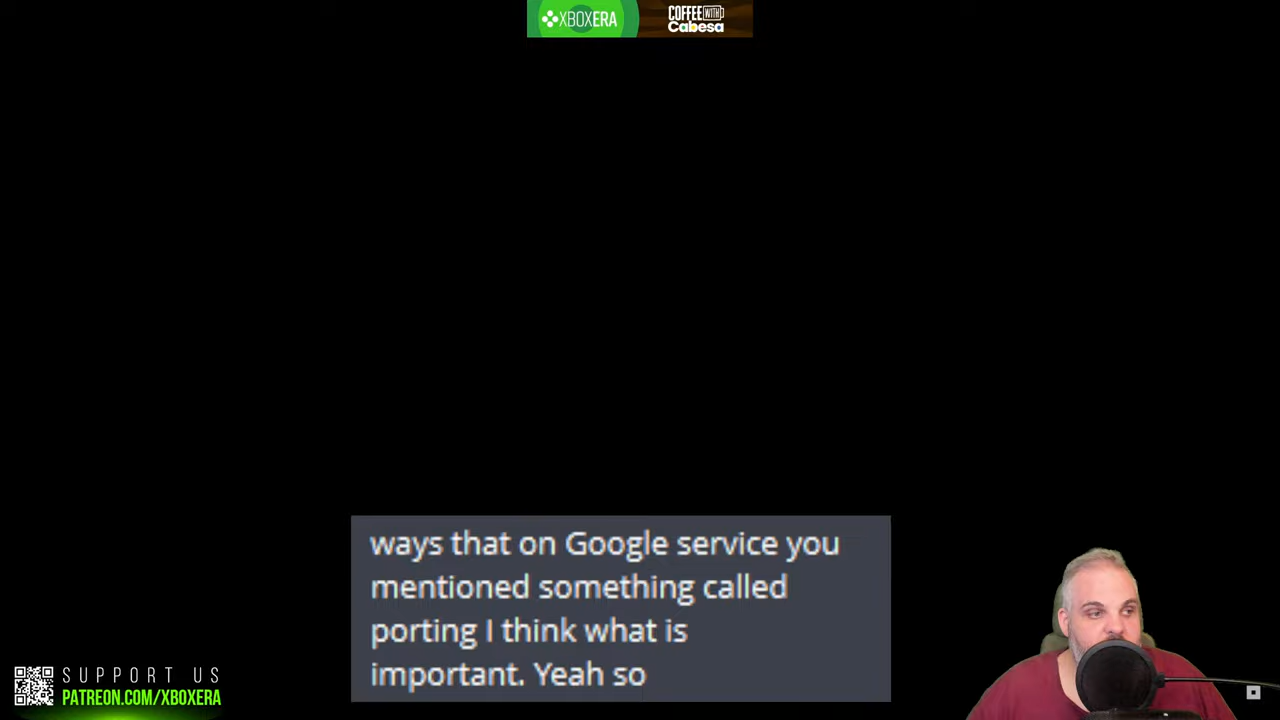 XBOXERA
COFFEE WITH
Cabesa
ways that on Google service you
mentioned something called
porting I think what is
important. Yeah so
SUPPORT US
PATREON.COM/XBOXERA